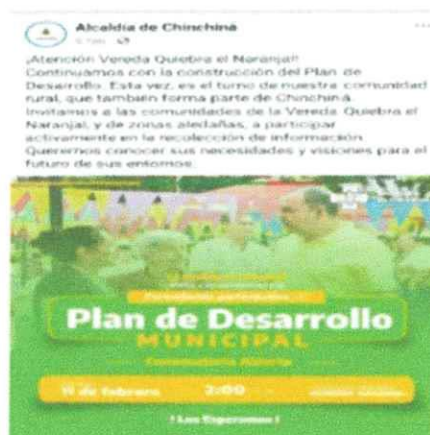 Alcaldía de Chinchiná
¡Atención Vereda Quiebra el Naranjal!
Continuamos con la construcción del Plan de
Desarrollo. Esta vez, es el turno de nuestra comunidad
rural, que también forma parte de Chinchiná.
Invitamos a las comunidades de la Vereda Quiebra el
Naranjal, y de zonas aledañas, a participar
activamente en la recolección de información.
Queremos conocer sus necesidades y visiones para el
futuro de sus entornos.
Plan de Desarrollo
MUNICIPAL
Convocatoria Abierta
de febrero 2:00
! Los Esperamos !